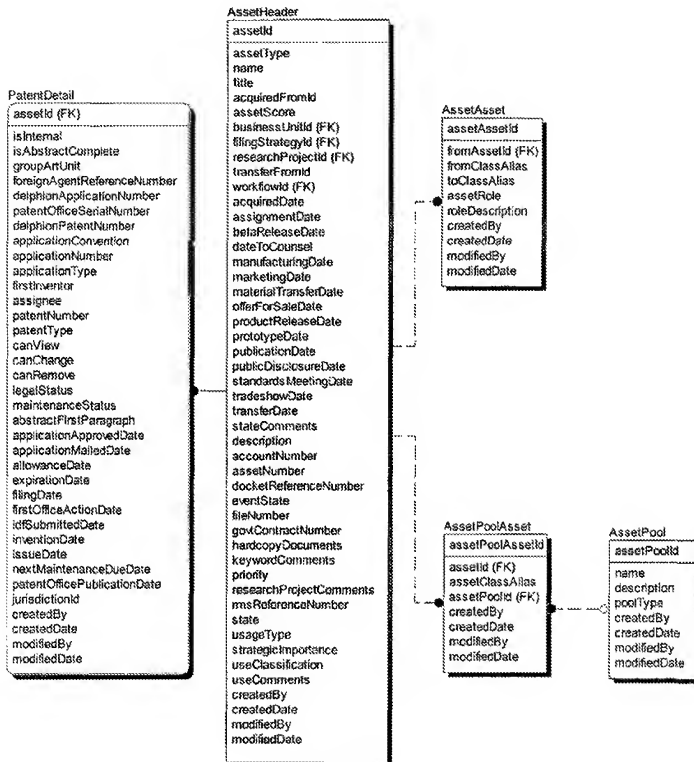 PatentDetail
assetId (FK)
isInternal
isAbstractComplete
groupArtUnit
foreignAgentReferenceNumber
delphionApplicationNumber
patentOfficeSerialNumber
delphionPatentNumber
applicationConvention
applicationNumber
applicationType
firstInventor
assignee
patentNumber
patentType
canView
canChange
canRemove
legalStatus
maintenanceStatus
abstractFirstParagraph
applicationApprovedDate
applicationMailedDate
allowanceDate
expirationDate
filingDate
firstOfficeActionDate
idfSubmittedDate
inventionDate
issueDate
nextMaintenanceDueDate
patentOfficePublicationDate
jurisdictionId
createdBy
createdDate
modifiedBy
modifiedDate
AssetHeader
assetId
assetType
name
title
acquiredFromId
assetScore
businessUnitId (FK)
filingStrategyId (FK)
researchProjectId (FK)
transferFromId
workflowId (FK)
acquiredDate
assignmentDate
betaReleaseDate
dateToCounsel
manufacturingDate
marketingDate
materialTransferDate
offerForSaleDate
productReleaseDate
prototypeDate
publicationDate
publicDisclosureDate
standardsMeetingDate
tradeshowDate
transferDate
stateComments
description
accountNumber
assetNumber
docketReferenceNumber
eventState
fileNumber
govtContractNumber
hardcopyDocuments
keywordComments
priority
researchProjectComments
rmsReferenceNumber
state
usageType
strategicImportance
useClassification
useComments
createdBy
createdDate
modifiedBy
modifiedDate
AssetAsset
assetAssetId
fromAssetId (FK)
fromClassAlias
toClassAlias
assetRole
roleDescription
createdBy
createdDate
modifiedBy
modifiedDate
AssetPoolAsset
assetPoolAssetId
assetId (FK)
assetClassAlias
assetPoolId (FK)
createdBy
createdDate
modifiedBy
modifiedDate
AssetPool
assetPoolId
name
description
poolType
createdBy
createdDate
modifiedBy
modifiedDate